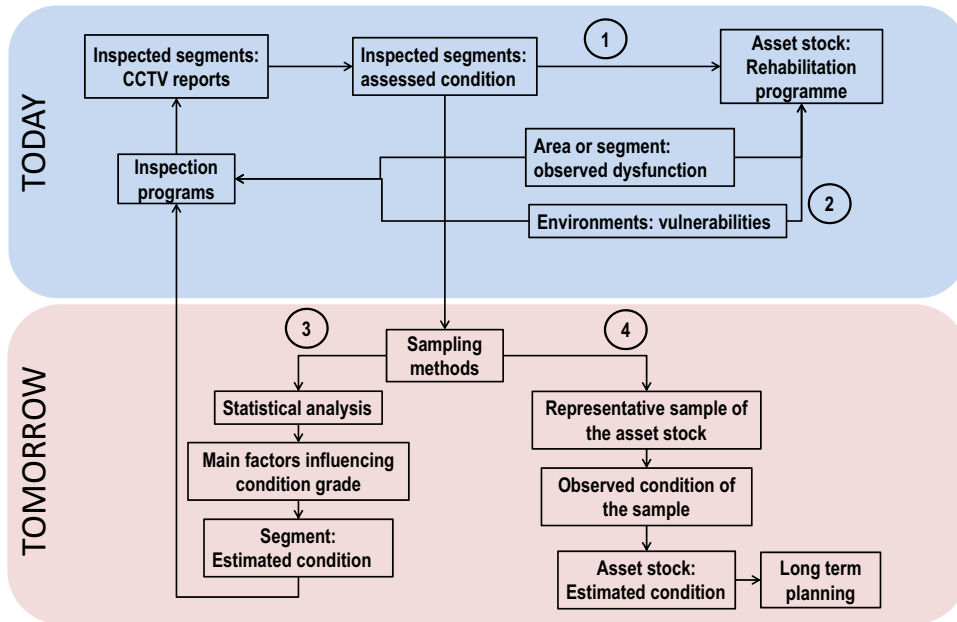 TODAY
Inspected segments:
CCTV reports
Inspected segments:
assessed condition
1
Asset stock:
Rehabilitation
programme
Inspection
programs
Area or segment:
observed dysfunction
Environments: vulnerabilities
2
TOMORROW
3
Sampling
methods
4
Statistical analysis
Main factors influencing
condition grade
Segment:
Estimated condition
Representative sample of
the asset stock
Observed condition of
the sample
Asset stock:
Estimated condition
Long term
planning